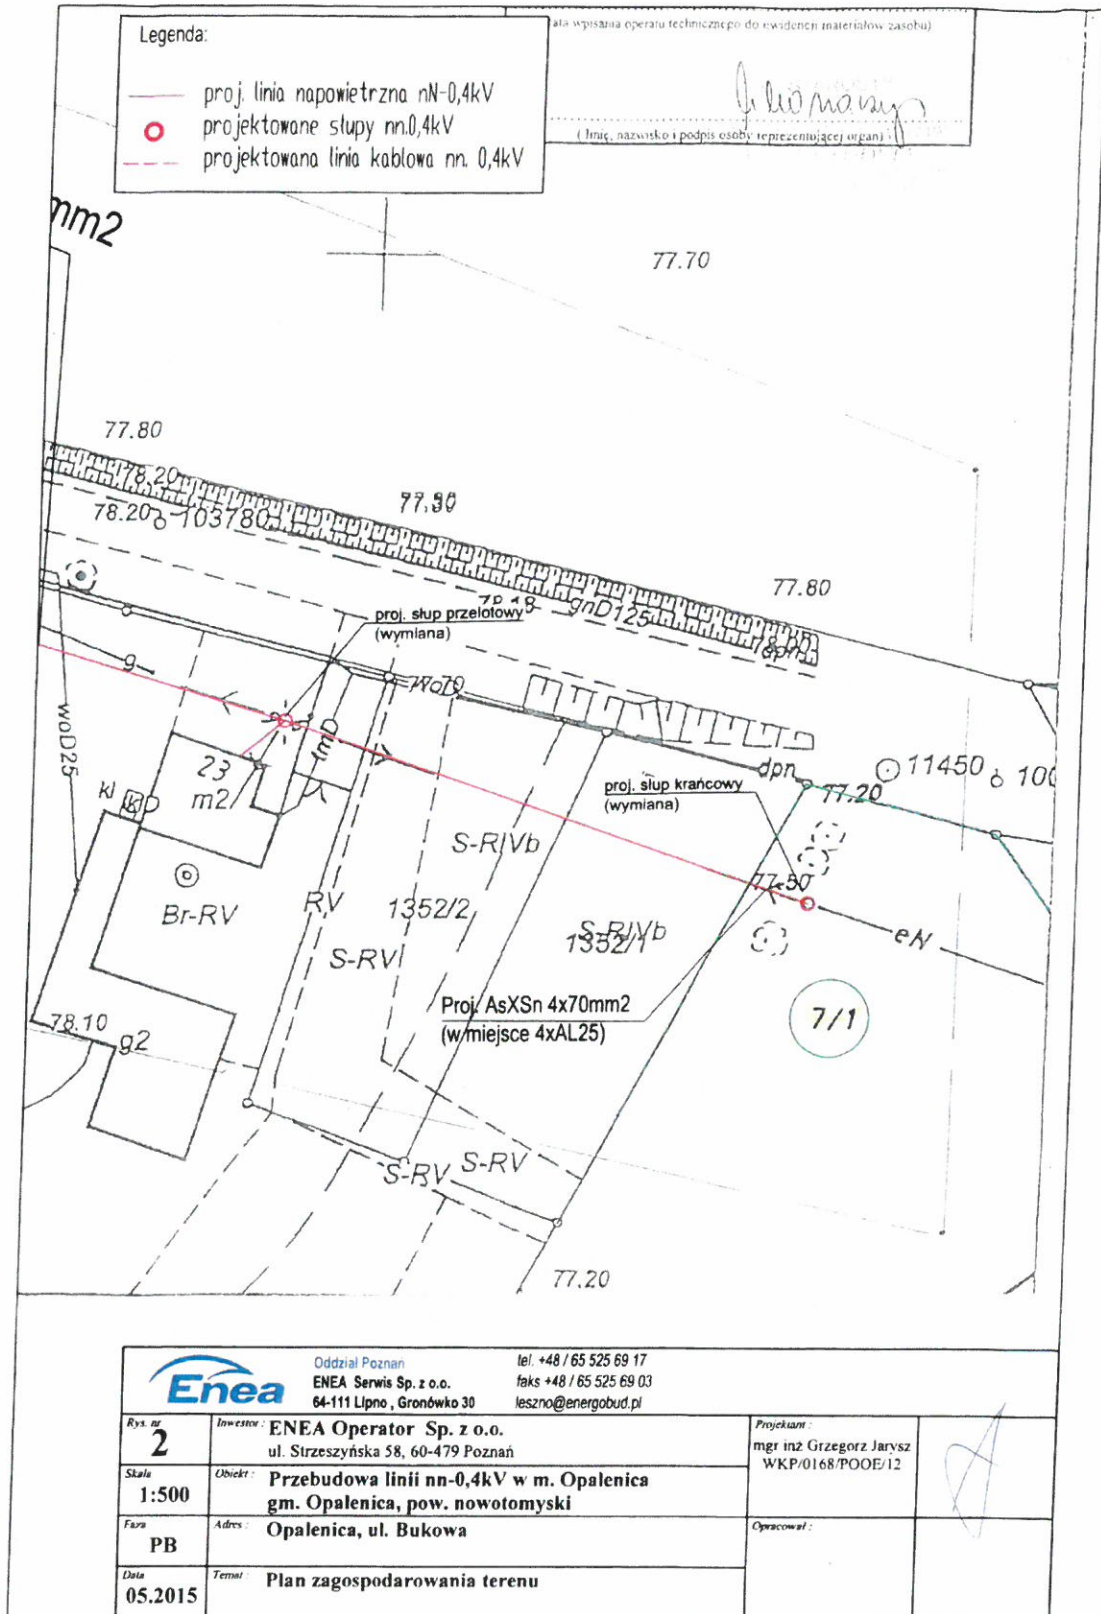 Legenda:
proj. linia napowietrzna nN-0,4kV
projektowane słupy nn.0,4kV
projektowana linia kablowa nn. 0,4kV
ata wpisania operatu technicznego do ewidencji materiałów zasobu)
( Imię, nazwisko i podpis osoby reprezentującej organ)
mm2
77.70
77.80
78.20
78.20
103780
77.80
77.80
gnD125
proj. słup przelotowy
(wymiana)
g
woD25
77.70
woD
tmD
23
m2
kl
k
dpn
11450
100
77.20
proj. słup krańcowy
(wymiana)
77.50
S-RIVb
Br-RV
RV
1352/2
S-RIVb
1352/1
S-RV
eN
Proj. AsXSn 4x70mm2
(w miejsce 4xAL25)
7/1
78.10
g2
S-RV
S-RV
77.20
Enea
Oddział Poznań
ENEA Serwis Sp. z o.o.
64-111 Lipno , Gronówko 30
tel. +48 / 65 525 69 17
faks +48 / 65 525 69 03
leszno@energobud.pl
Rys. nr
2
Inwestor : ENEA Operator Sp. z o.o.
ul. Strzeszyńska 58, 60-479 Poznań
Projektant :
mgr inż Grzegorz Jarysz
WKP/0168/POOE/12
Skala
1:500
Obiekt : Przebudowa linii nn-0,4kV w m. Opalenica
gm. Opalenica, pow. nowotomyski
Faza
PB
Adres : Opalenica, ul. Bukowa
Opracował :
Data
05.2015
Temat : Plan zagospodarowania terenu